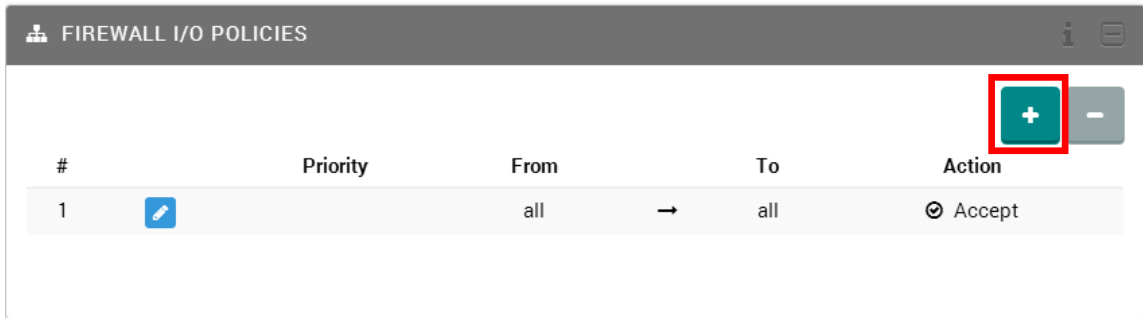 FIREWALL I/O POLICIES
# Priority From To Action
1 all → all Accept